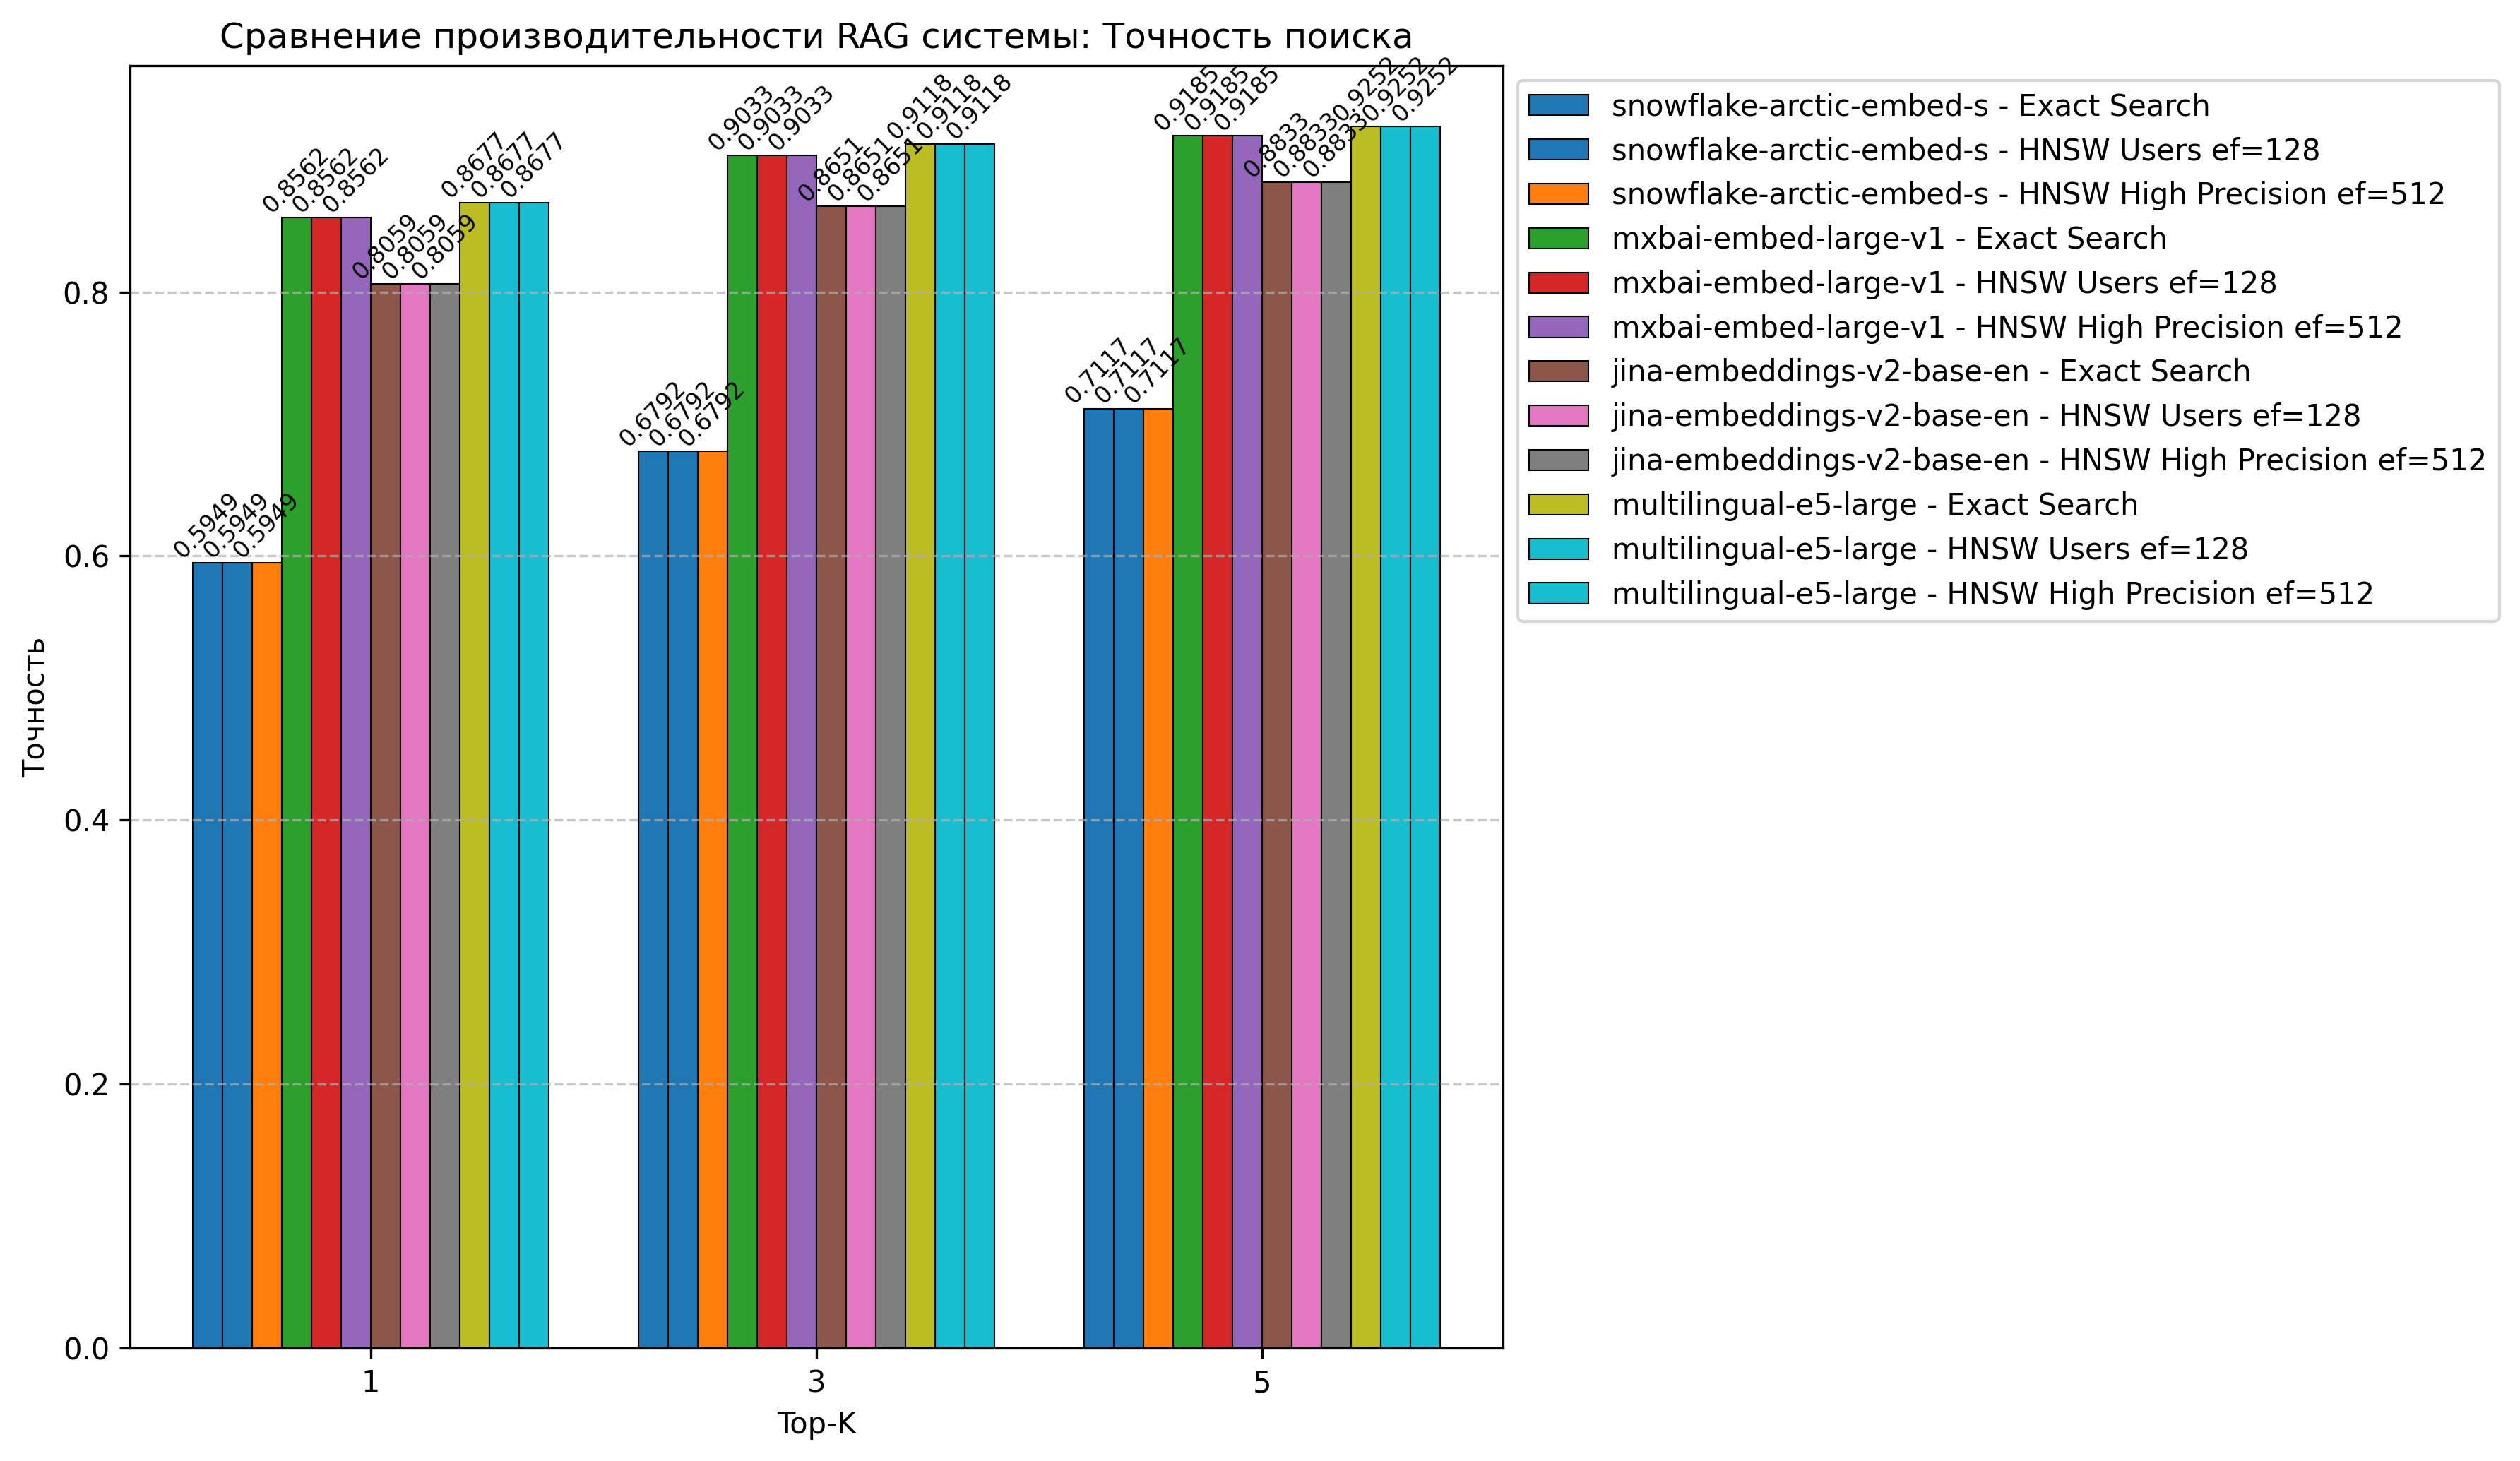 Сравнение производительности RAG системы: Точность поиска
Точность
0.8
0.6
0.4
0.2
0.0
0.5949
0.5949
0.5949
0.8562
0.8562
0.8562
0.8059
0.8059
0.8059
0.8677
0.8677
0.8677
0.6792
0.6792
0.6792
0.9033
0.9033
0.9033
0.8651
0.8651
0.8651
0.9118
0.9118
0.9118
0.7117
0.7117
0.7117
0.9185
0.9185
0.9185
0.8833
0.8833
0.8833
0.9252
0.9252
0.9252
1
3
5
Top-K
snowflake-arctic-embed-s - Exact Search
snowflake-arctic-embed-s - HNSW Users ef=128
snowflake-arctic-embed-s - HNSW High Precision ef=512
mxbai-embed-large-v1 - Exact Search
mxbai-embed-large-v1 - HNSW Users ef=128
mxbai-embed-large-v1 - HNSW High Precision ef=512
jina-embeddings-v2-base-en - Exact Search
jina-embeddings-v2-base-en - HNSW Users ef=128
jina-embeddings-v2-base-en - HNSW High Precision ef=512
multilingual-e5-large - Exact Search
multilingual-e5-large - HNSW Users ef=128
multilingual-e5-large - HNSW High Precision ef=512